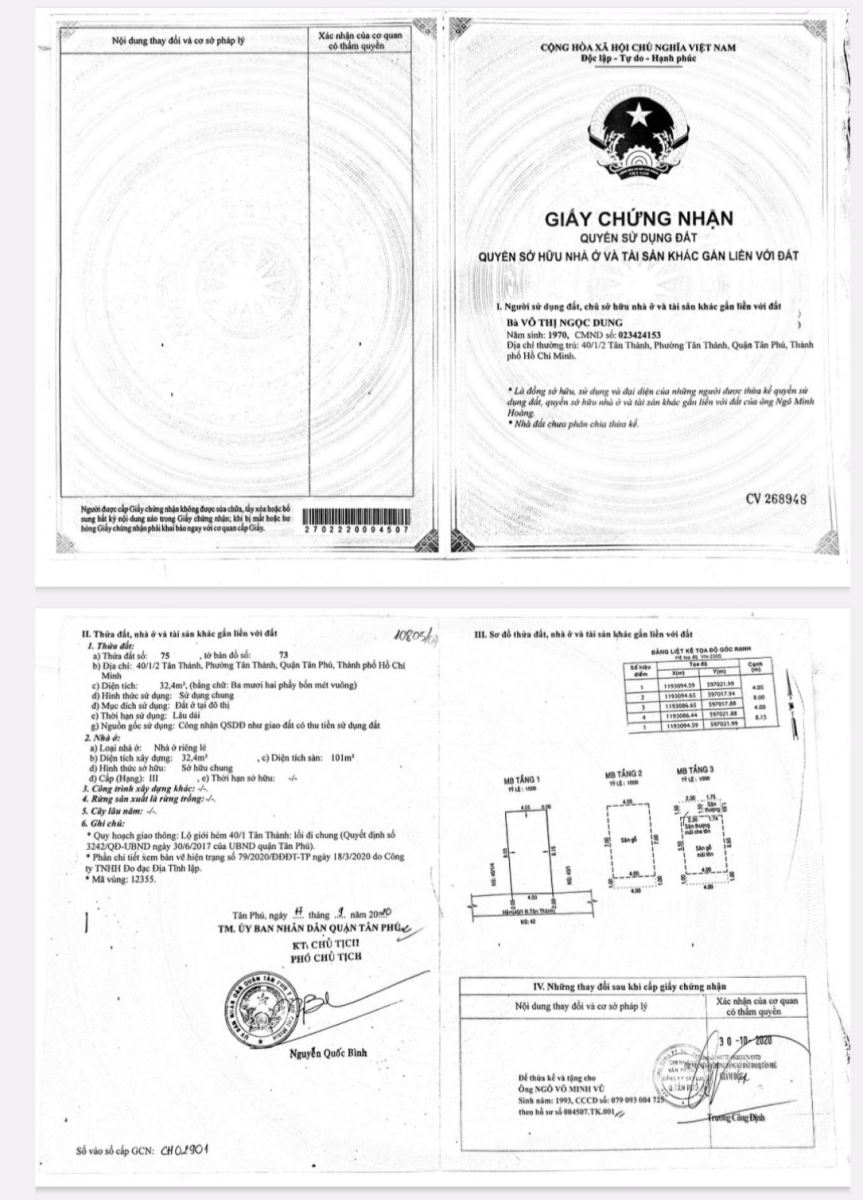 Nội dung thay đổi và cơ sở pháp lý
Xác nhận của cơ quan
có thẩm quyền
Người được cấp Giấy chứng nhận không được sửa chữa, tẩy xóa hoặc bổ
sung bất kỳ nội dung nào trong Giấy chứng nhận; khi bị mất hoặc hư
hỏng Giấy chứng nhận phải khai báo ngay với cơ quan cấp Giấy.
2702220004507
CỘNG HÒA XÃ HỘI CHỦ NGHĨA VIỆT NAM
Độc lập - Tự do - Hạnh phúc
VIỆT NAM
GIẤY CHỨNG NHẬN
QUYỀN SỬ DỤNG ĐẤT
QUYỀN SỞ HỮU NHÀ Ở VÀ TÀI SẢN KHÁC GẮN LIỀN VỚI ĐẤT
I. Người sử dụng đất, chủ sở hữu nhà ở và tài sản khác gắn liền với đất
Bà VÕ THỊ NGỌC DUNG
Năm sinh: 1970, CMND số: 023424153
Địa chỉ thường trú: 40/1/2 Tân Thành, Phường Tân Thành, Quận Tân Phú, Thành
phố Hồ Chí Minh.
* Là đồng sở hữu, sử dụng và đại diện của những người được thừa kế quyền sử
dụng đất, quyền sở hữu nhà ở và tài sản khác gắn liền với đất của ông Ngô Minh
Hoàng.
* Nhà đất chưa phân chia thừa kế.
CV 268948
II. Thửa đất, nhà ở và tài sản khác gắn liền với đất
1. Thửa đất:
a) Thửa đất số: 75 , tờ bản đồ số: 73
b) Địa chỉ: 40/1/2 Tân Thành, Phường Tân Thành, Quận Tân Phú, Thành phố Hồ Chí
Minh
c) Diện tích: 32,4m², (bằng chữ: Ba mươi hai phẩy bốn mét vuông)
d) Hình thức sử dụng: Sử dụng chung
đ) Mục đích sử dụng: Đất ở tại đô thị
e) Thời hạn sử dụng: Lâu dài
g) Nguồn gốc sử dụng: Công nhận QSDĐ như giao đất có thu tiền sử dụng đất
2. Nhà ở:
a) Loại nhà ở: Nhà ở riêng lẻ
b) Diện tích xây dựng: 32,4m² , c) Diện tích sàn: 101m²
d) Hình thức sở hữu: Sở hữu chung
đ) Cấp (Hạng): III , e) Thời hạn sở hữu: -/-
3. Công trình xây dựng khác: -/-.
4. Rừng sản xuất là rừng trồng:-/-.
5. Cây lâu năm: -/-.
6. Ghi chú:
* Quy hoạch giao thông: Lộ giới hẻm 40/1 Tân Thành: lối đi chung (Quyết định số
3242/QĐ-UBND ngày 30/6/2017 của UBND quận Tân Phú).
* Phần chi tiết xem bản vẽ hiện trạng số 79/2020/ĐĐĐT-TP ngày 18/3/2020 do Công
ty TNHH Đo đạc Địa Tĩnh lập.
* Mã vùng: 12355.
Tân Phú, ngày 11 tháng 9 năm 2020
TM. ỦY BAN NHÂN DÂN QUẬN TÂN PHÚ
KT. CHỦ TỊCH
PHÓ CHỦ TỊCH
Nguyễn Quốc Bình
Số vào sổ cấp GCN: CH02901
III. Sơ đồ thửa đất, nhà ở và tài sản khác gắn liền với đất
BẢNG LIỆT KÊ TỌA ĐỘ GÓC RANH
Hệ tọa độ: VN-2000
Số hiệu điểm Tọa độ Cạnh (m)
X(m) Y(m)
1 1193094.59 597021.99
4.05
2 1193094.65 597017.94
8.00
3 1193086.65 597017.88
4.00
4 1193086.44 597021.88
8.15
1 1193094.59 597021.99
MB TẦNG 1
MB TẦNG 2
MB TẦNG 3
Sàn gỗ
4.00
IV. Những thay đổi sau khi cấp giấy chứng nhận
Nội dung thay đổi và cơ sở pháp lý
Xác nhận của cơ quan
có thẩm quyền
30-10-2020
Để thừa kế và tặng cho
Ông NGÔ VÕ MINH VŨ
Sinh năm: 1993, CCCD số: 079 093 004 725
theo hồ sơ số 004507.TK.001
Trương Công Định